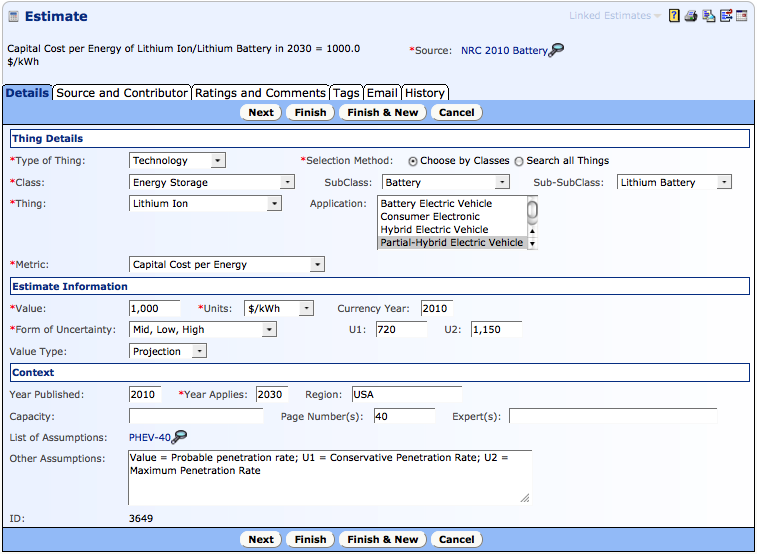 Estimate
Linked Estimates
Capital Cost per Energy of Lithium Ion/Lithium Battery in 2030 = 1000.0 $/kWh
*Source: NRC 2010 Battery
Details Source and Contributor Ratings and Comments Tags Email History
Next Finish Finish & New Cancel
Thing Details
*Type of Thing: Technology *Selection Method: Choose by Classes Search all Things
*Class: Energy Storage SubClass: Battery Sub-SubClass: Lithium Battery
*Thing: Lithium Ion Application: Battery Electric Vehicle
Consumer Electronic
Hybrid Electric Vehicle
Partial-Hybrid Electric Vehicle
*Metric: Capital Cost per Energy
Estimate Information
*Value: 1,000 *Units: $/kWh Currency Year: 2010
*Form of Uncertainty: Mid, Low, High U1: 720 U2: 1,150
Value Type: Projection
Context
Year Published: 2010 *Year Applies: 2030 Region: USA
Capacity: Page Number(s): 40 Expert(s):
List of Assumptions: PHEV-40
Other Assumptions: Value = Probable penetration rate; U1 = Conservative Penetration Rate; U2 =
Maximum Penetration Rate
ID: 3649
Next Finish Finish & New Cancel